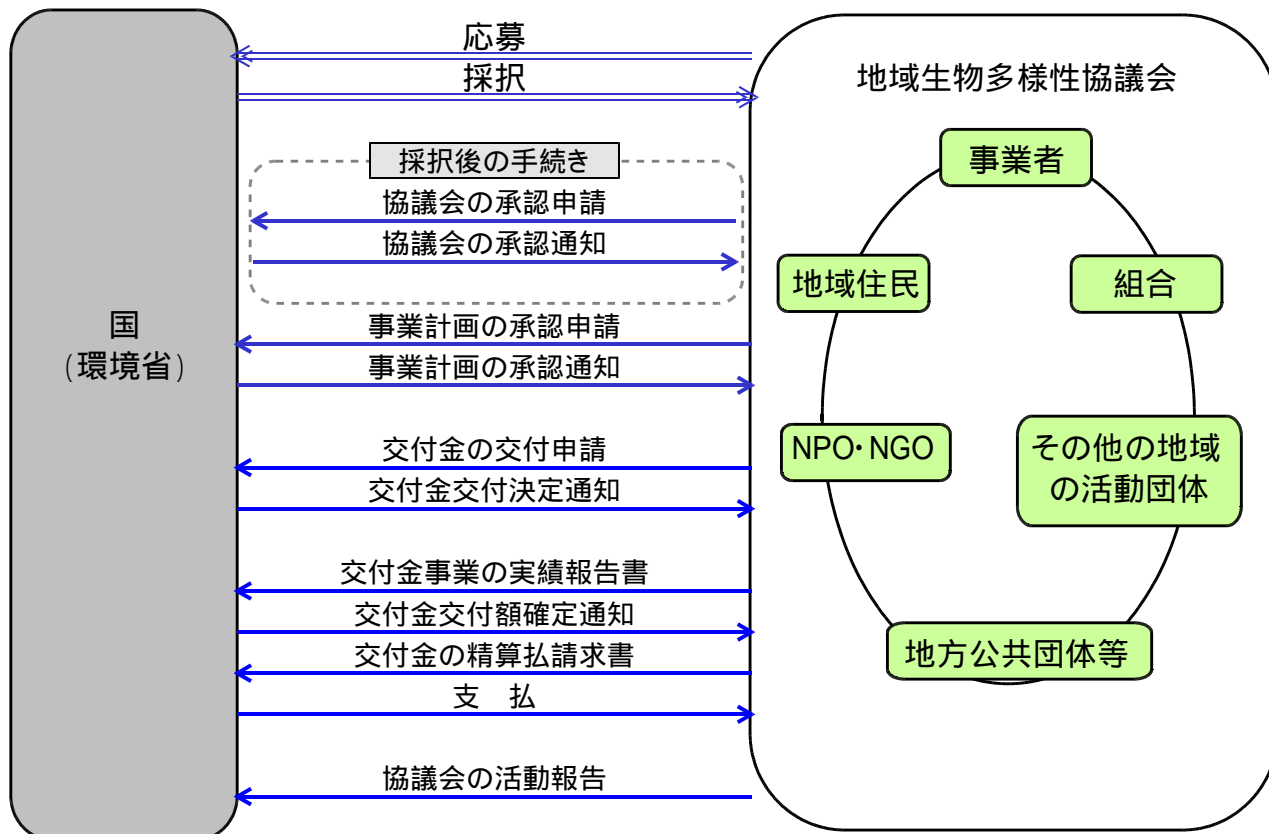 応募
採択
採択後の手続き
協議会の承認申請
協議会の承認通知
事業計画の承認申請
事業計画の承認通知
交付金の交付申請
交付金交付決定通知
交付金事業の実績報告書
交付金交付額確定通知
交付金の精算払請求書
支　払
協議会の活動報告
国
(環境省)
地域生物多様性協議会
事業者
地域住民
組合
NPO・NGO
その他の地域
の活動団体
地方公共団体等